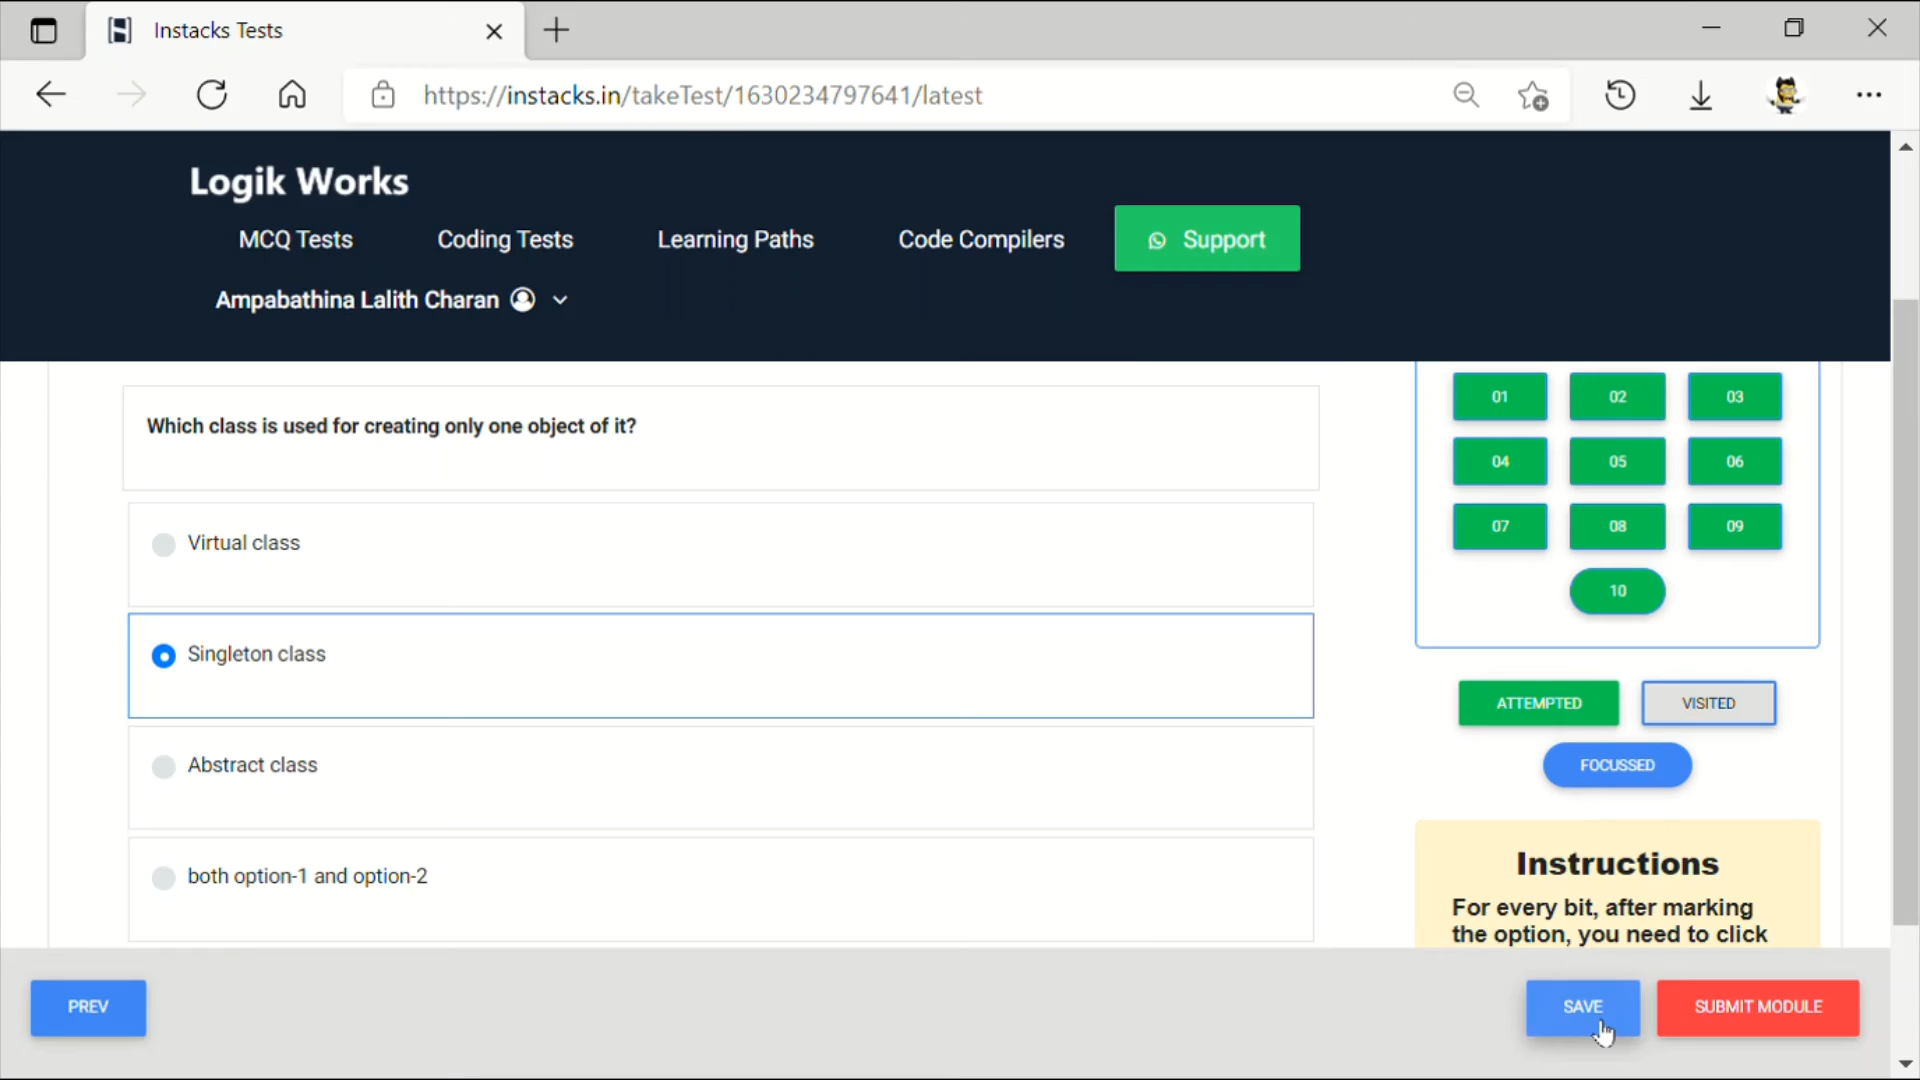 Instacks Tests
https://instacks.in/takeTest/1630234797641/latest
Logik Works
MCQ Tests
Coding Tests
Learning Paths
Code Compilers
Support
Ampabathina Lalith Charan
Which class is used for creating only one object of it?
Virtual class
Singleton class
Abstract class
both option-1 and option-2
01
02
03
04
05
06
07
08
09
10
ATTEMPTED
VISITED
FOCUSSED
Instructions
For every bit, after marking
the option, you need to click
PREV
SAVE
SUBMIT MODULE